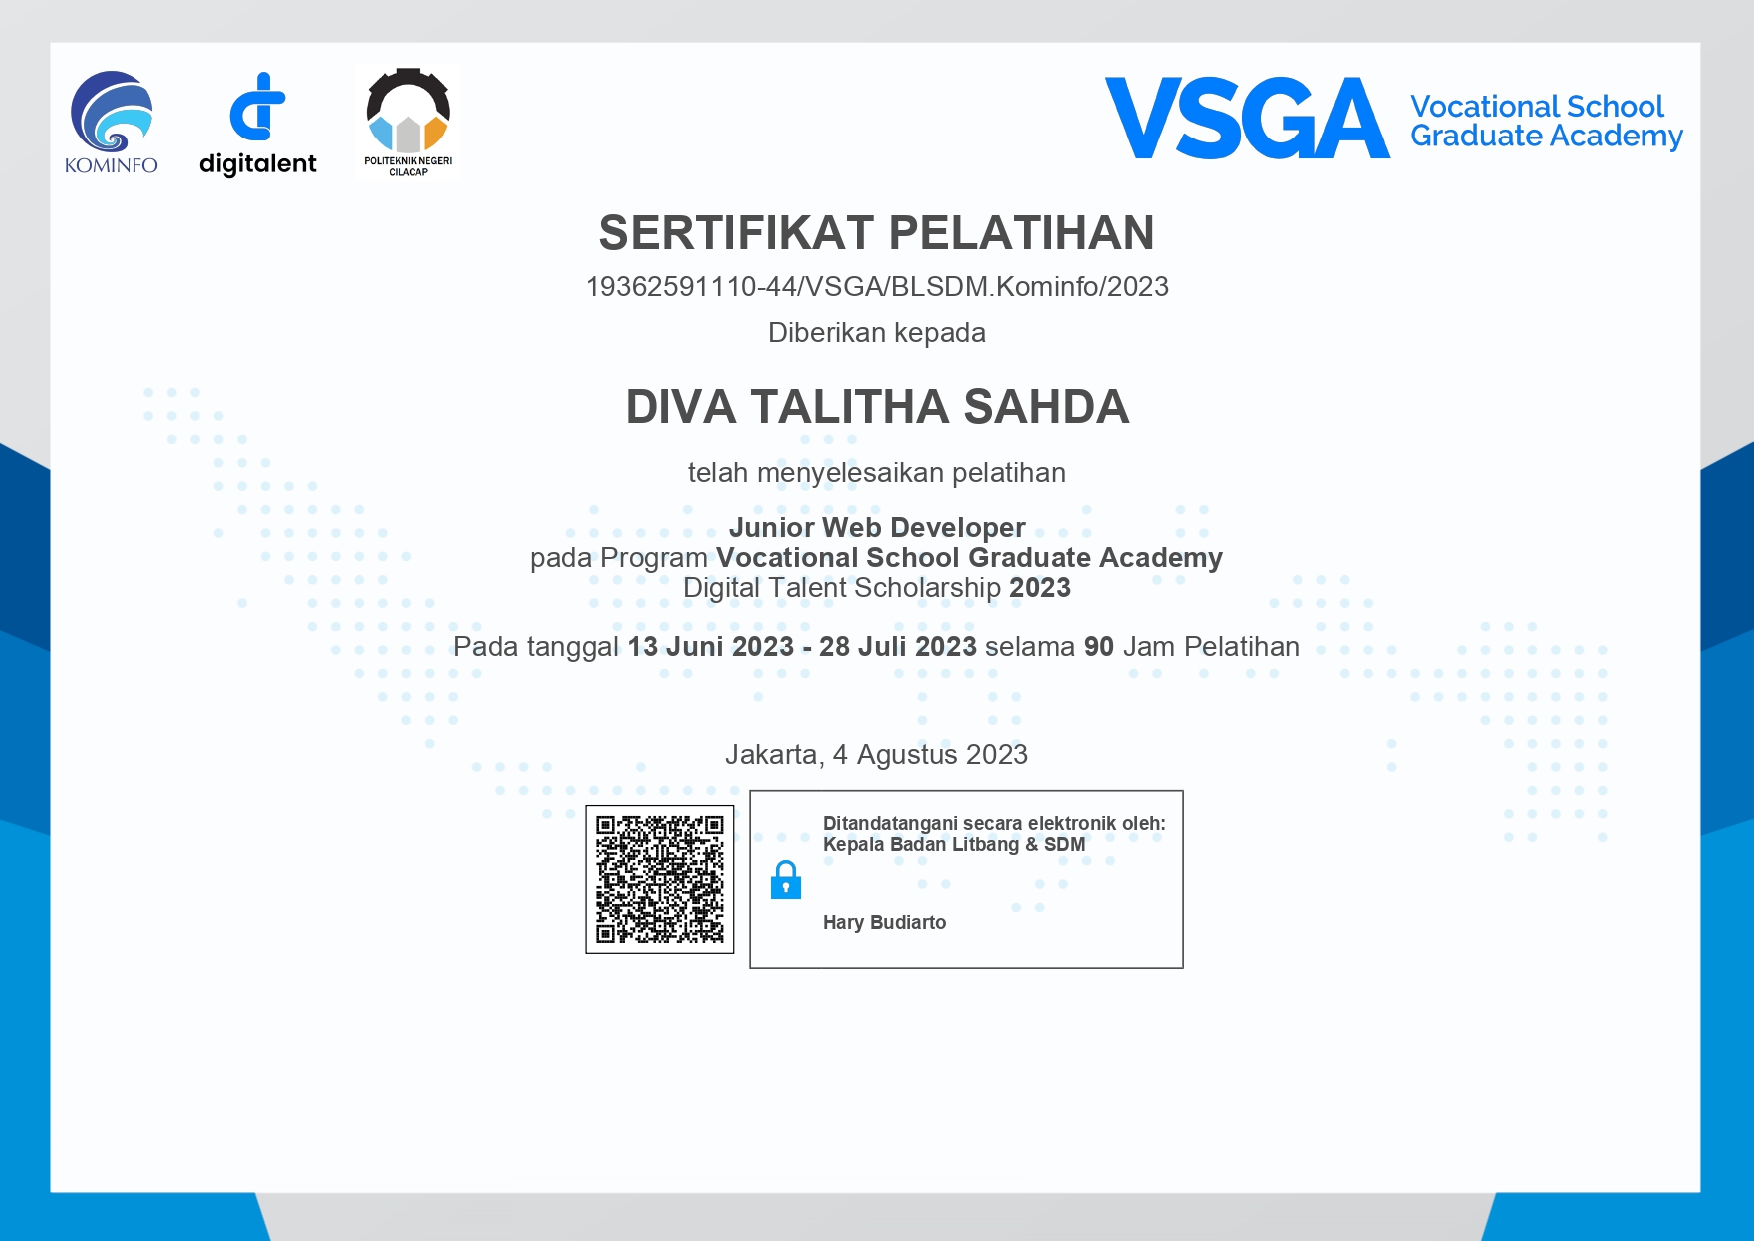 KOMINFO
digitalent
POLITEKNIK NEGERI
CILACAP
VSGA
Vocational School
Graduate Academy
SERTIFIKAT PELATIHAN
19362591110-44/VSGA/BLSDM.Kominfo/2023
Diberikan kepada
DIVA TALITHA SAHDA
telah menyelesaikan pelatihan
Junior Web Developer
pada Program Vocational School Graduate Academy
Digital Talent Scholarship 2023
Pada tanggal 13 Juni 2023 - 28 Juli 2023 selama 90 Jam Pelatihan
Jakarta, 4 Agustus 2023
Ditandatangani secara elektronik oleh:
Kepala Badan Litbang & SDM
Hary Budiarto